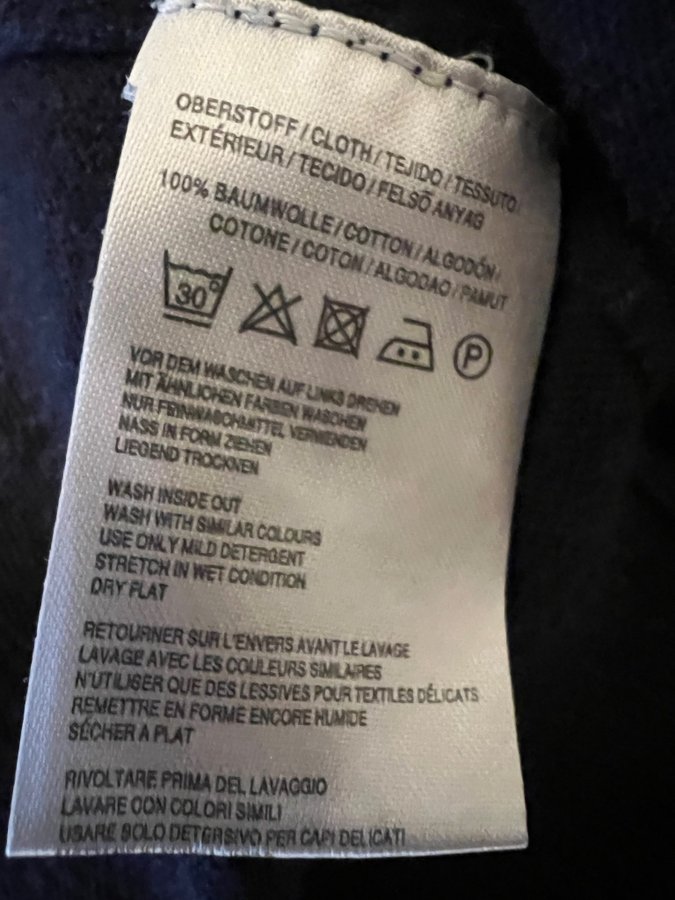 OBERSTOFF / CLOTH / TEJIDO / TESSUTO
EXTÉRIEUR / TECIDO / FELSŐ ANYAG
100% BAUMWOLLE / COTTON / ALGODÓN
COTONE / COTON / ALGODAO / PAMUT
30° P
VOR DEM WASCHEN AUF LINKS DREHEN
MIT ÄHNLICHEN FARBEN WASCHEN
NUR FEINWASCHMITTEL VERWENDEN
NASS IN FORM ZIEHEN
LIEGEND TROCKNEN
WASH INSIDE OUT
WASH WITH SIMILAR COLOURS
USE ONLY MILD DETERGENT
STRETCH IN WET CONDITION
DRY FLAT
RETOURNER SUR L'ENVERS AVANT LE LAVAGE
LAVAGE AVEC LES COULEURS SIMILAIRES
N'UTILISER QUE DES LESSIVES POUR TEXTILES DÉLICATS
REMETTRE EN FORME ENCORE HUMIDE
SÉCHER A PLAT
RIVOLTARE PRIMA DEL LAVAGGIO
LAVARE CON COLORI SIMILI
USARE SOLO DETERSIVO PER CAPI DELICATI